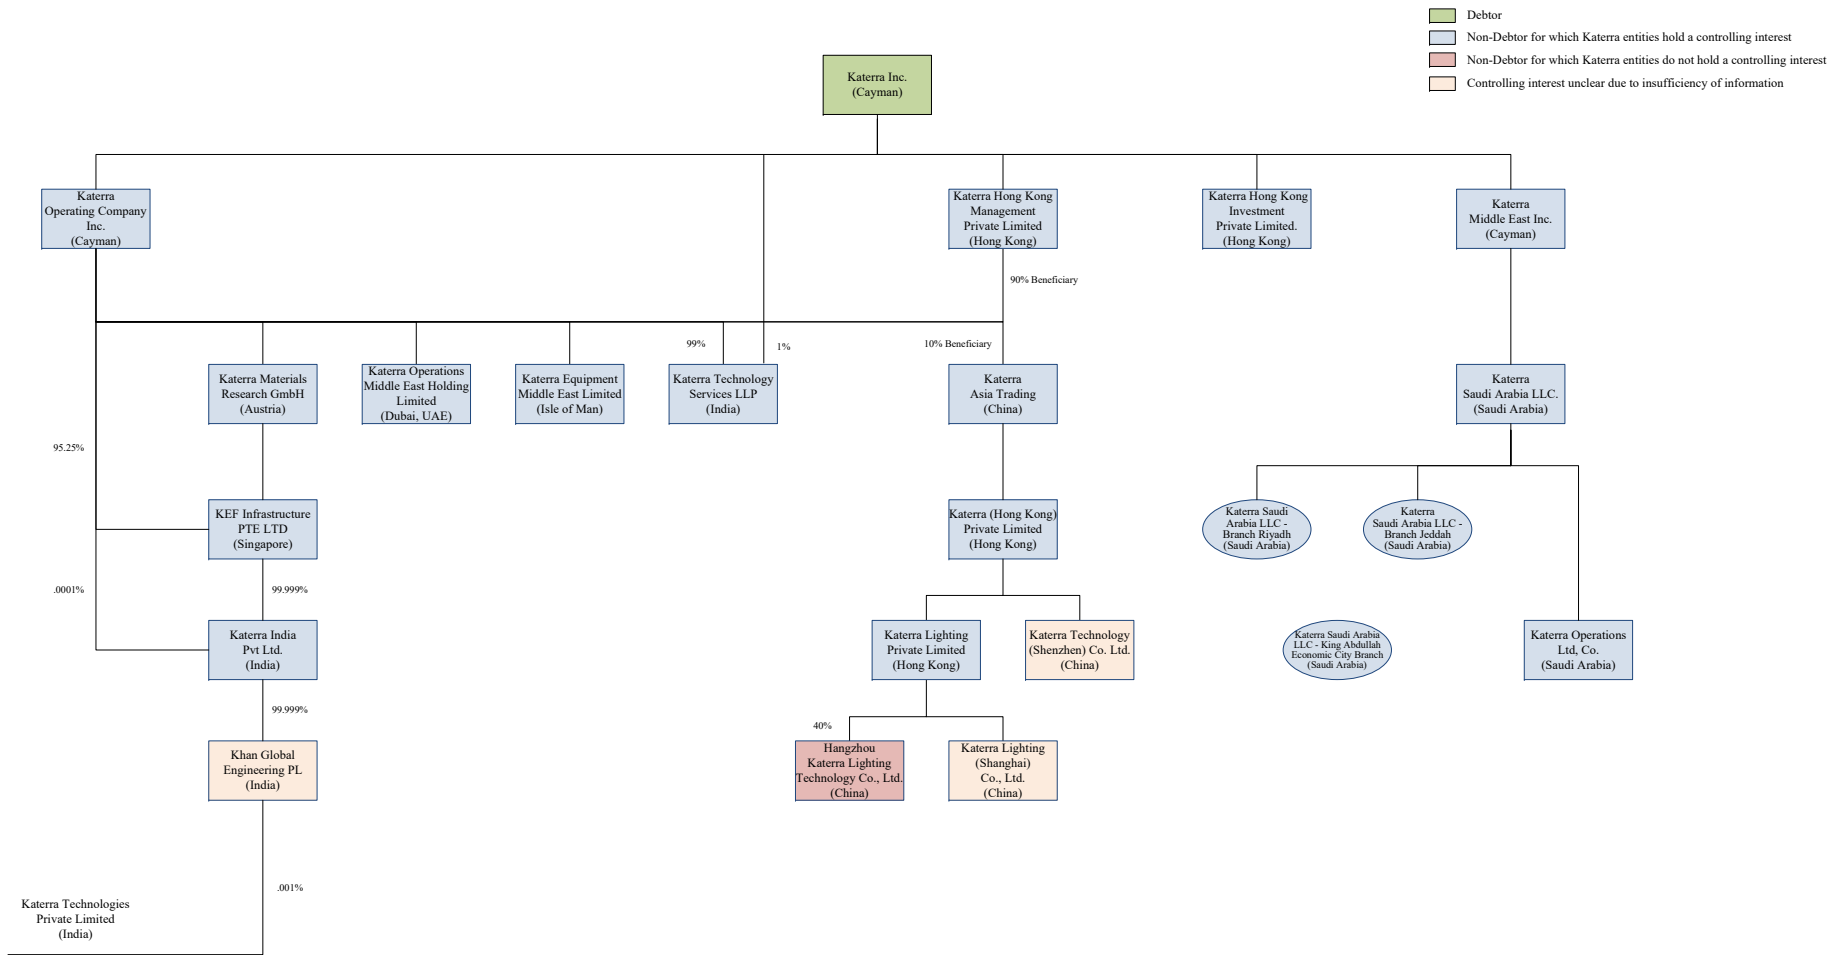 Debtor
Non-Debtor for which Katerra entities hold a controlling interest
Non-Debtor for which Katerra entities do not hold a controlling interest
Controlling interest unclear due to insufficiency of information
Katerra Inc.
(Cayman)
Katerra
Operating Company
Inc.
(Cayman)
Katerra Hong Kong
Management
Private Limited
(Hong Kong)
Katerra Hong Kong
Investment
Private Limited.
(Hong Kong)
Katerra
Middle East Inc.
(Cayman)
90% Beneficiary
99%
1%
10% Beneficiary
Katerra Materials
Research GmbH
(Austria)
Katerra Operations
Middle East Holding
Limited
(Dubai, UAE)
Katerra Equipment
Middle East Limited
(Isle of Man)
Katerra Technology
Services LLP
(India)
Katerra
Asia Trading
(China)
Katerra
Saudi Arabia LLC.
(Saudi Arabia)
95.25%
KEF Infrastructure
PTE LTD
(Singapore)
Katerra (Hong Kong)
Private Limited
(Hong Kong)
Katerra Saudi
Arabia LLC -
Branch Riyadh
(Saudi Arabia)
Katerra
Saudi Arabia LLC -
Branch Jeddah
(Saudi Arabia)
.0001%
99.999%
Katerra India
Pvt Ltd.
(India)
Katerra Lighting
Private Limited
(Hong Kong)
Katerra Technology
(Shenzhen) Co. Ltd.
(China)
Katerra Saudi Arabia
LLC - King Abdullah
Economic City Branch
(Saudi Arabia)
Katerra Operations
Ltd, Co.
(Saudi Arabia)
99.999%
40%
Khan Global
Engineering PL
(India)
Hangzhou
Katerra Lighting
Technology Co., Ltd.
(China)
Katerra Lighting
(Shanghai)
Co., Ltd.
(China)
.001%
Katerra Technologies
Private Limited
(India)